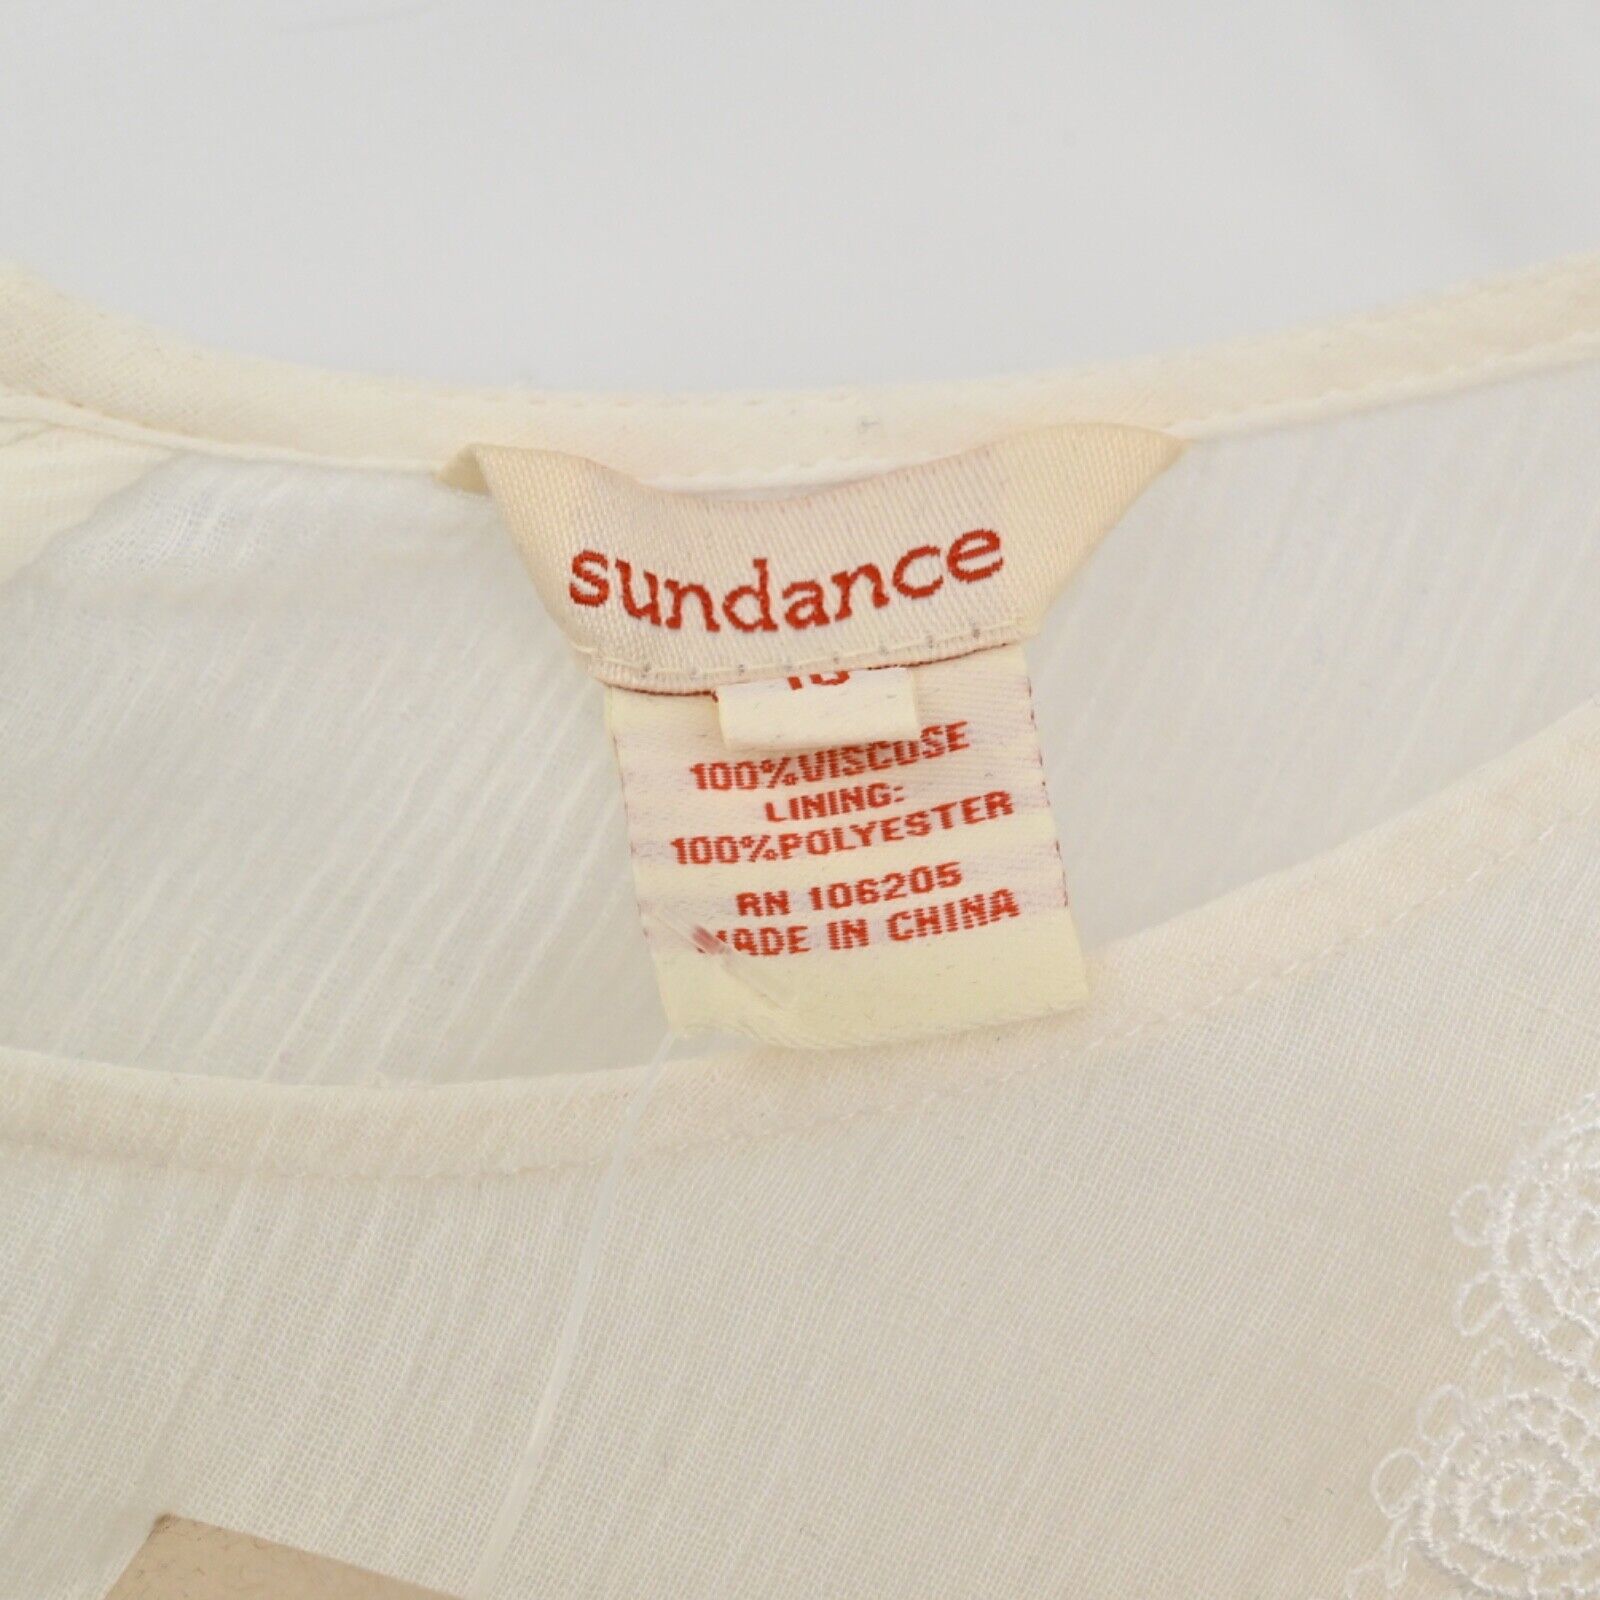 sundance
100%VISCOSE
LINING:
100%POLYESTER
RN 106205
MADE IN CHINA